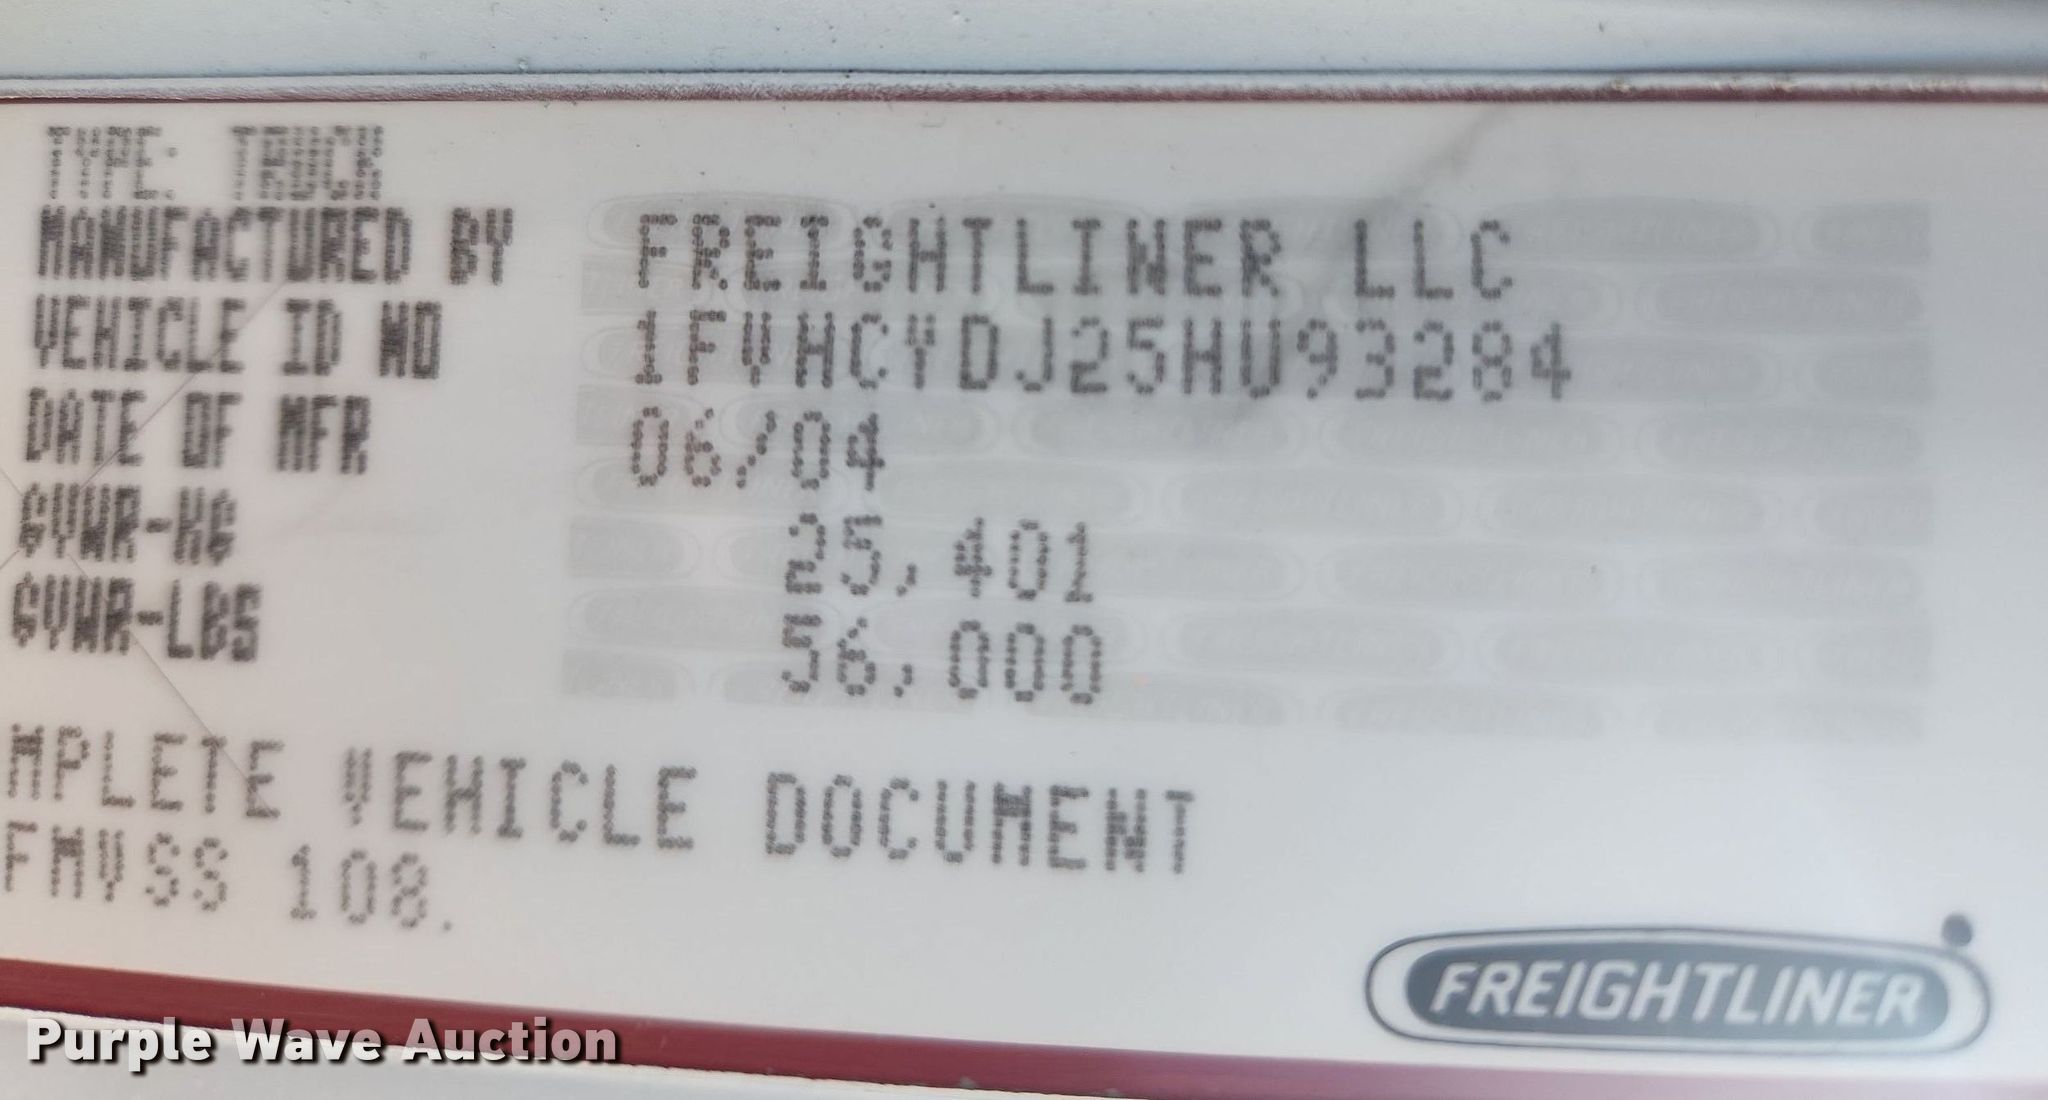 TYPE: TRUCK
MANUFACTURED BY FREIGHTLINER LLC
VEHICLE ID NO 1FVHCYDJ25HU93284
DATE OF MFR 06/04
GVWR-KG 25,401
GVWR-LBS 56,000
MPLETE VEHICLE DOCUMENT
FMVSS 108.
FREIGHTLINER
Purple Wave Auction